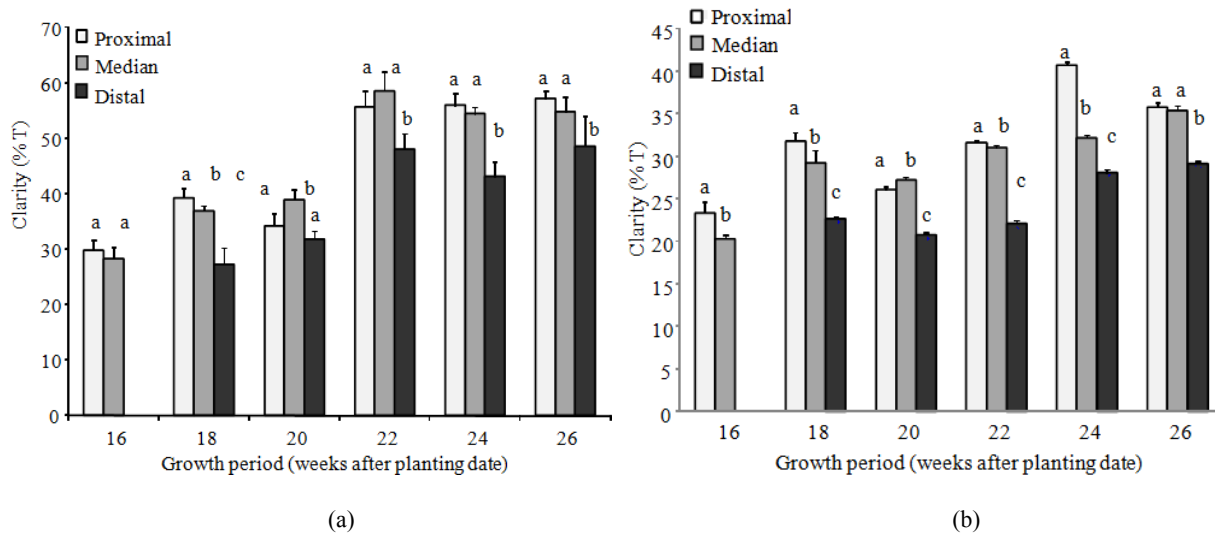 70
60
50
40
30
20
10
0
Clarity (%T)
Proximal
Median
Distal
a a
a b c
a b a
a a b
a a b
a a b
16 18 20 22 24 26
Growth period (weeks after planting date)
(a)
45
40
35
30
25
20
15
10
5
0
Clarity (%T)
Proximal
Median
Distal
a b
a b c
a b c
a b c
a b c
a a b
16 18 20 22 24 26
Growth period (weeks after planting date)
(b)